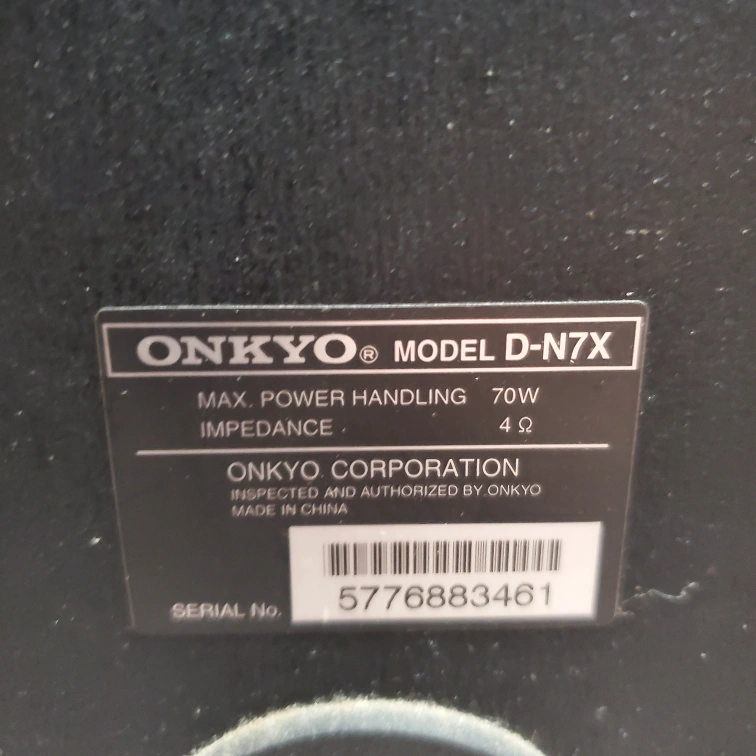 ONKYO® MODEL D-N7X
MAX. POWER HANDLING 70W
IMPEDANCE 4 Ω
ONKYO CORPORATION
INSPECTED AND AUTHORIZED BY ONKYO
MADE IN CHINA
SERIAL No. 5776883461